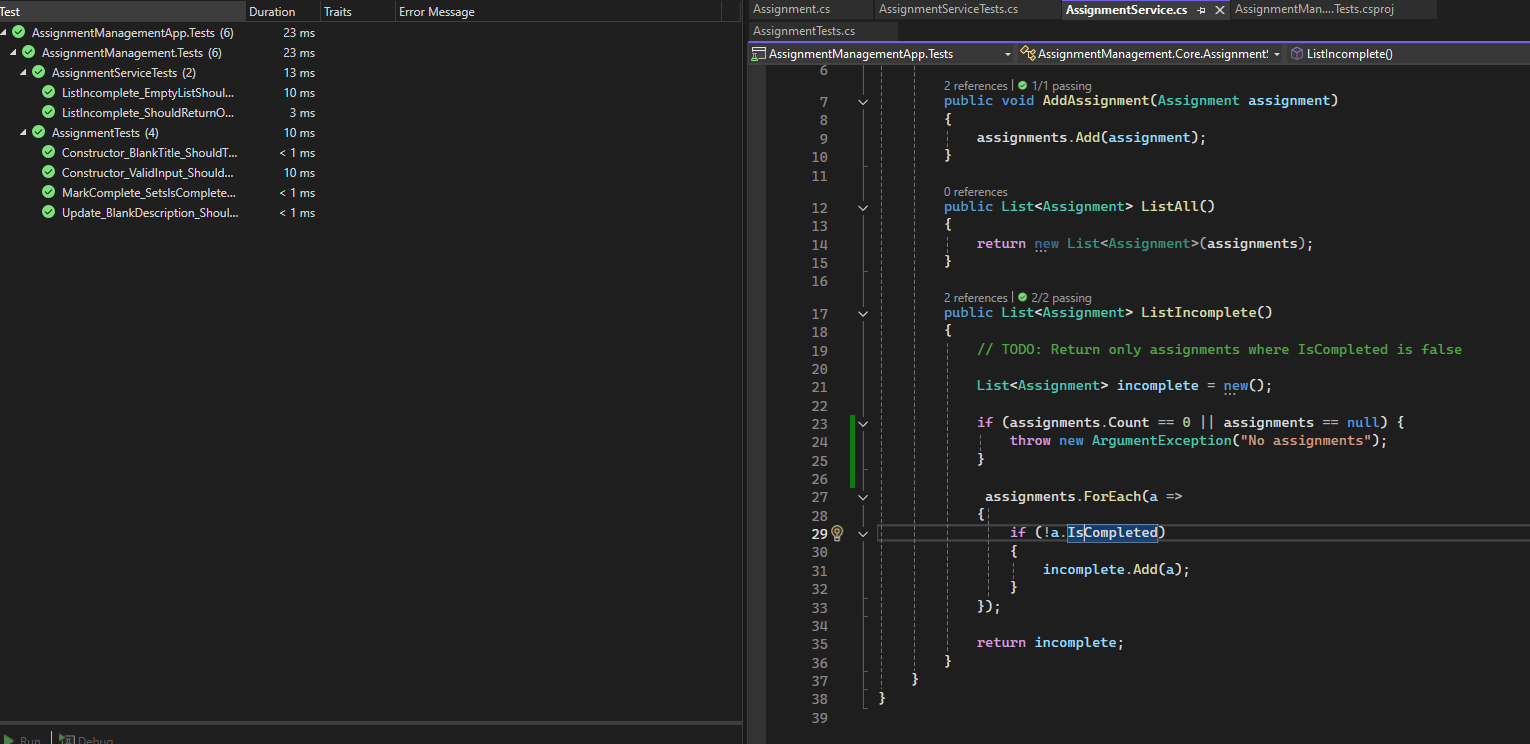 Test Duration Traits Error Message
AssignmentManagementApp.Tests (6) 23 ms
AssignmentManagement.Tests (6) 23 ms
AssignmentServiceTests (2) 13 ms
ListIncomplete_EmptyListShoul... 10 ms
ListIncomplete_ShouldReturnO... 3 ms
AssignmentTests (4) 10 ms
Constructor_BlankTitle_ShouldT... < 1 ms
Constructor_ValidInput_Should... 10 ms
MarkComplete_SetsIsComplete... < 1 ms
Update_BlankDescription_Shoul... < 1 ms
Run Debug
Assignment.cs AssignmentServiceTests.cs AssignmentService.cs AssignmentMan....Tests.csproj
AssignmentTests.cs
AssignmentManagementApp.Tests AssignmentManagement.Core.Assignment ListIncomplete()
6
2 references | 1/1 passing
7 public void AddAssignment(Assignment assignment)
8 {
9 assignments.Add(assignment);
10 }
11
0 references
12 public List<Assignment> ListAll()
13 {
14 return new List<Assignment>(assignments);
15 }
16
2 references | 2/2 passing
17 public List<Assignment> ListIncomplete()
18 {
19 // TODO: Return only assignments where IsCompleted is false
20
21 List<Assignment> incomplete = new();
22
23 if (assignments.Count == 0 || assignments == null) {
24 throw new ArgumentException("No assignments");
25 }
26
27 assignments.ForEach(a =>
28 {
29 if (!a.IsCompleted)
30 {
31 incomplete.Add(a);
32 }
33 });
34
35 return incomplete;
36 }
37 }
38 }
39